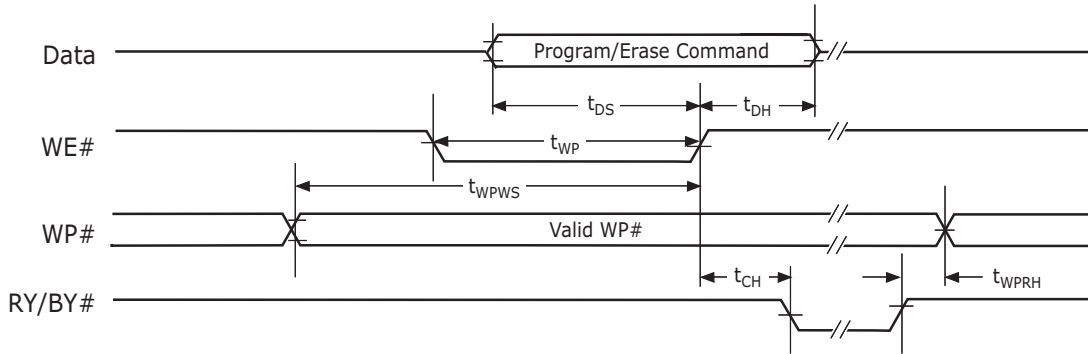 Data
Program/Erase Command
tDS
tDH
WE#
tWP
tWPWS
WP#
Valid WP#
tCH
tWPRH
RY/BY#